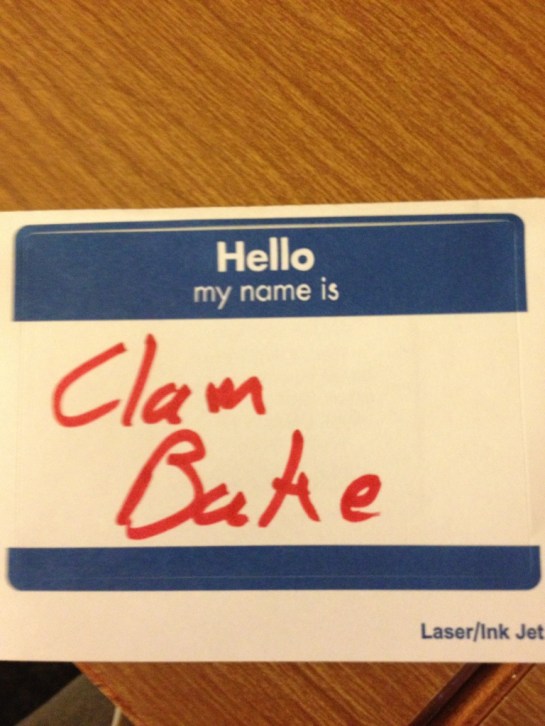 Hello
my name is
Clam
Bake
Laser/Ink Jet